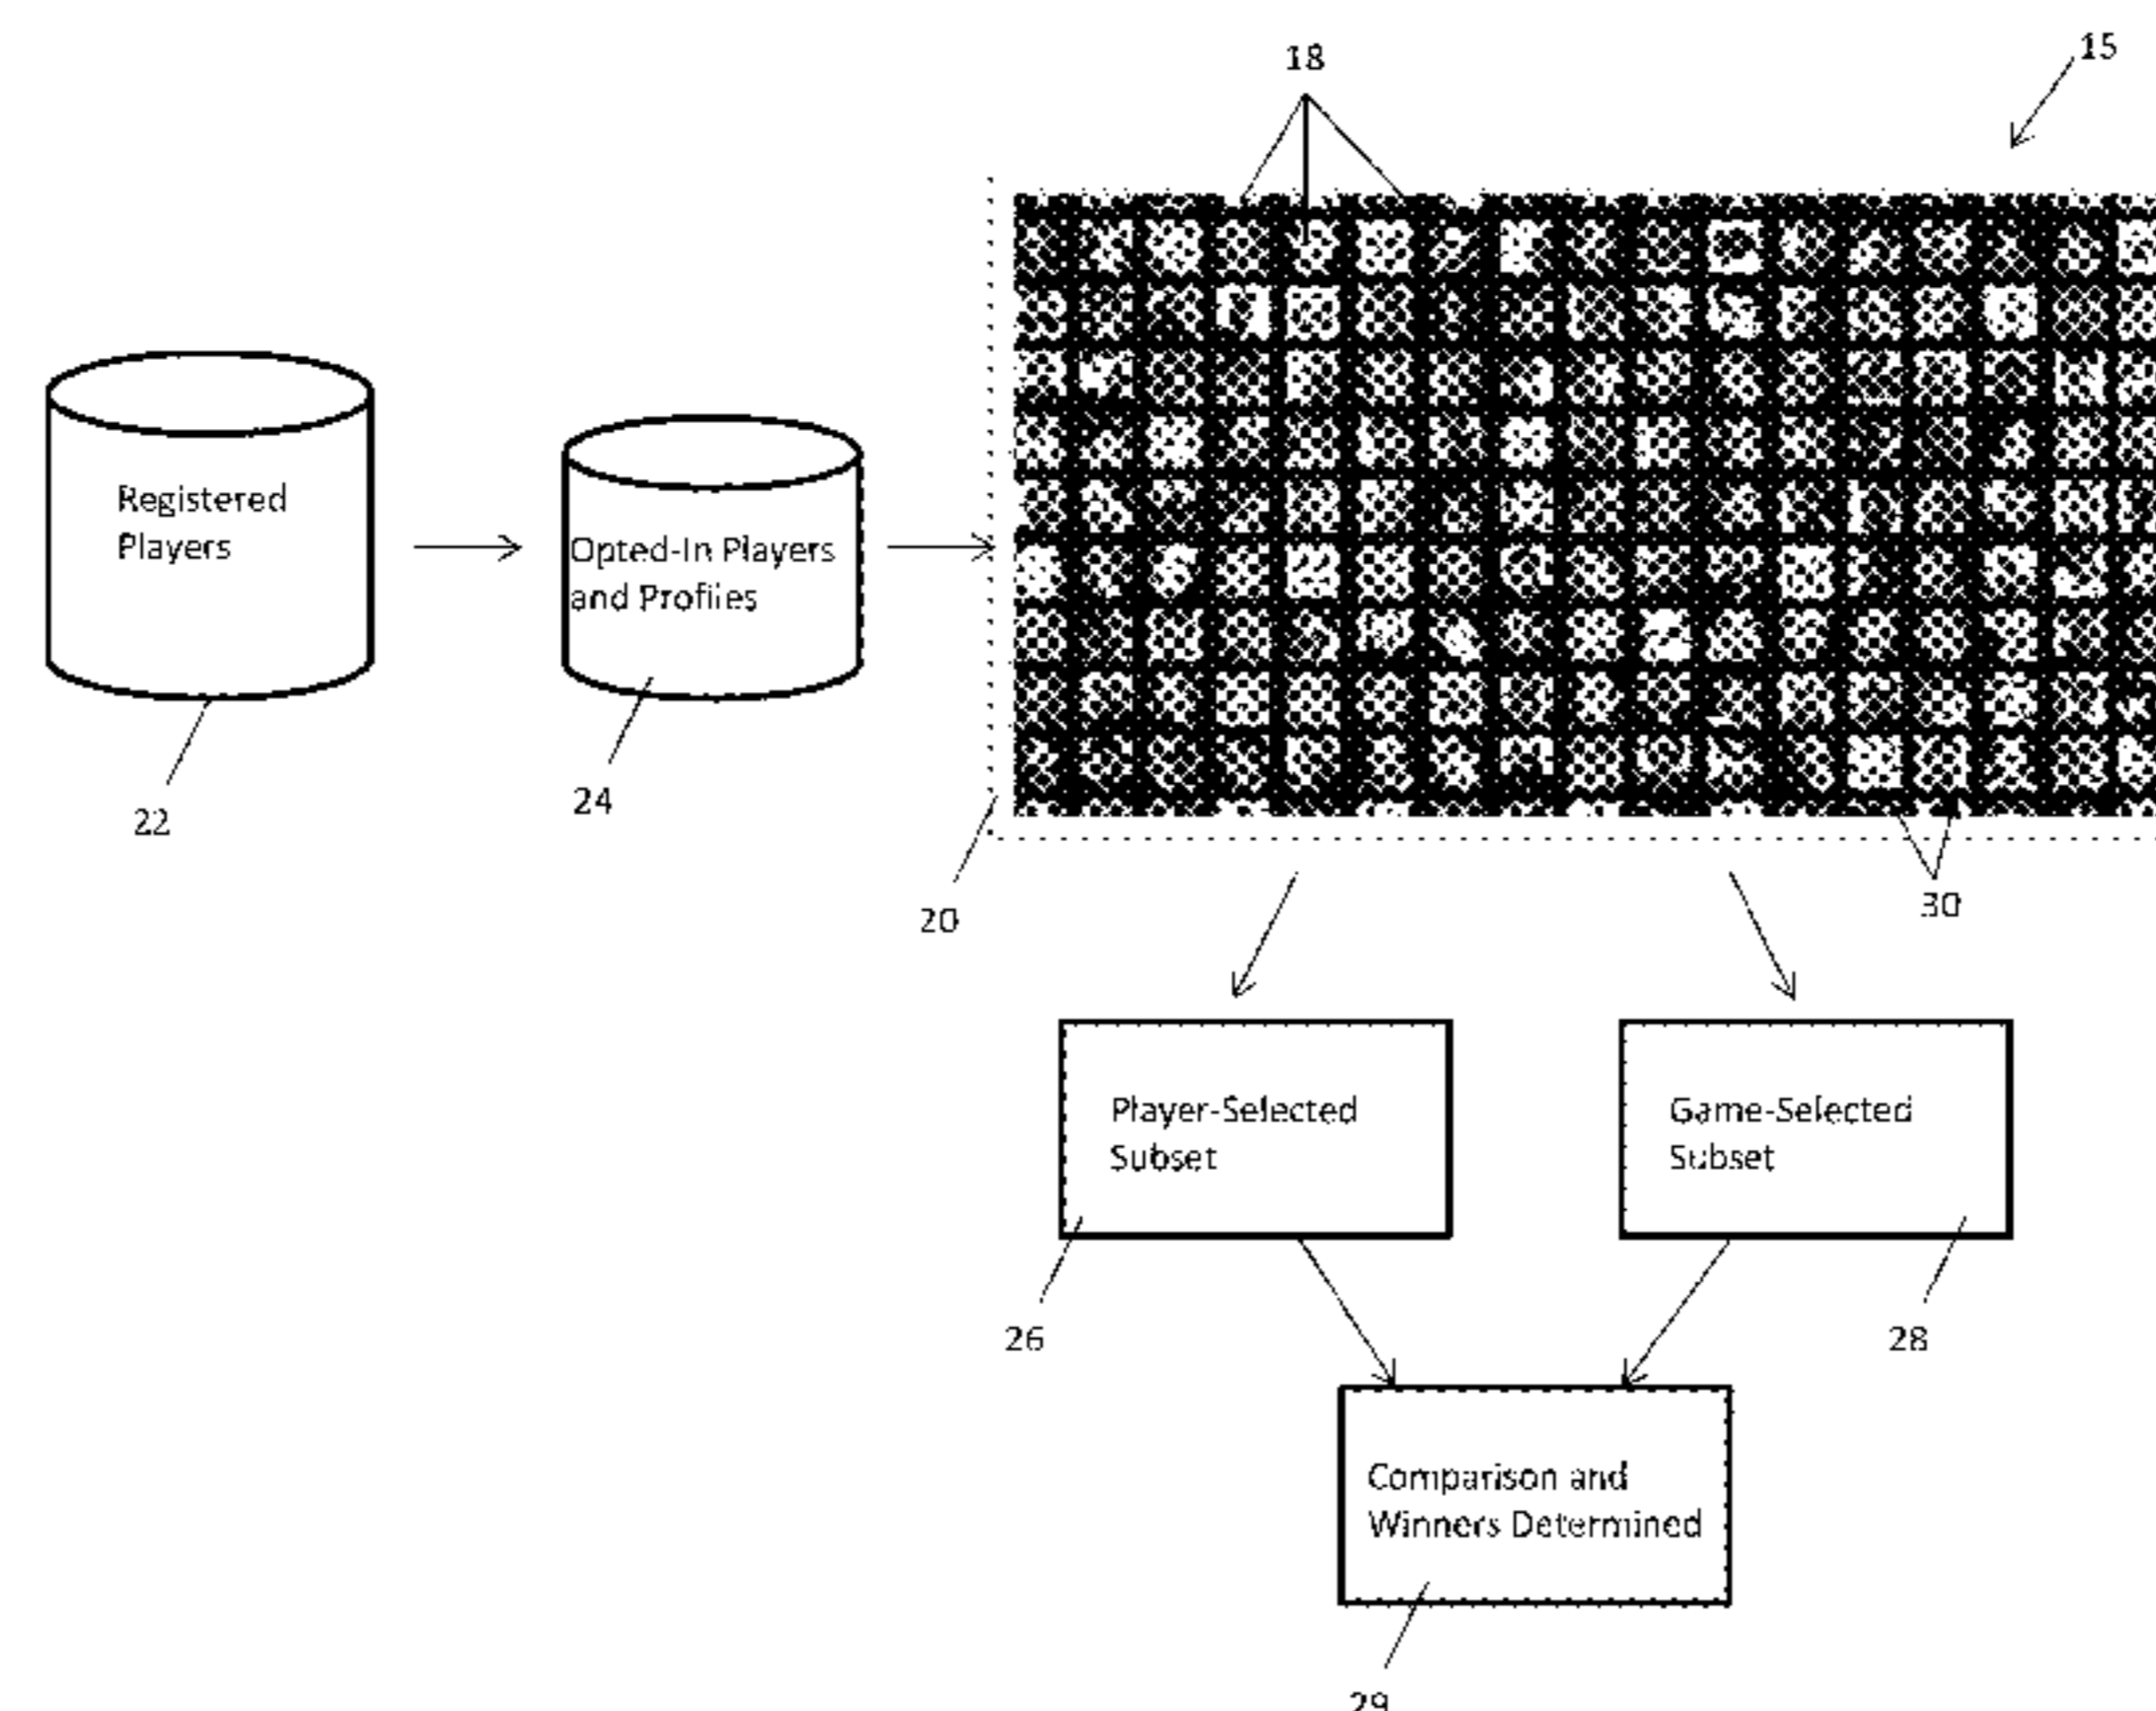 18
15
Registered
Players
Opted-In Players
and Profiles
22
24
20
30
Player-Selected
Subset
Game-Selected
Subset
26
28
Comparison and
Winners Determined
29